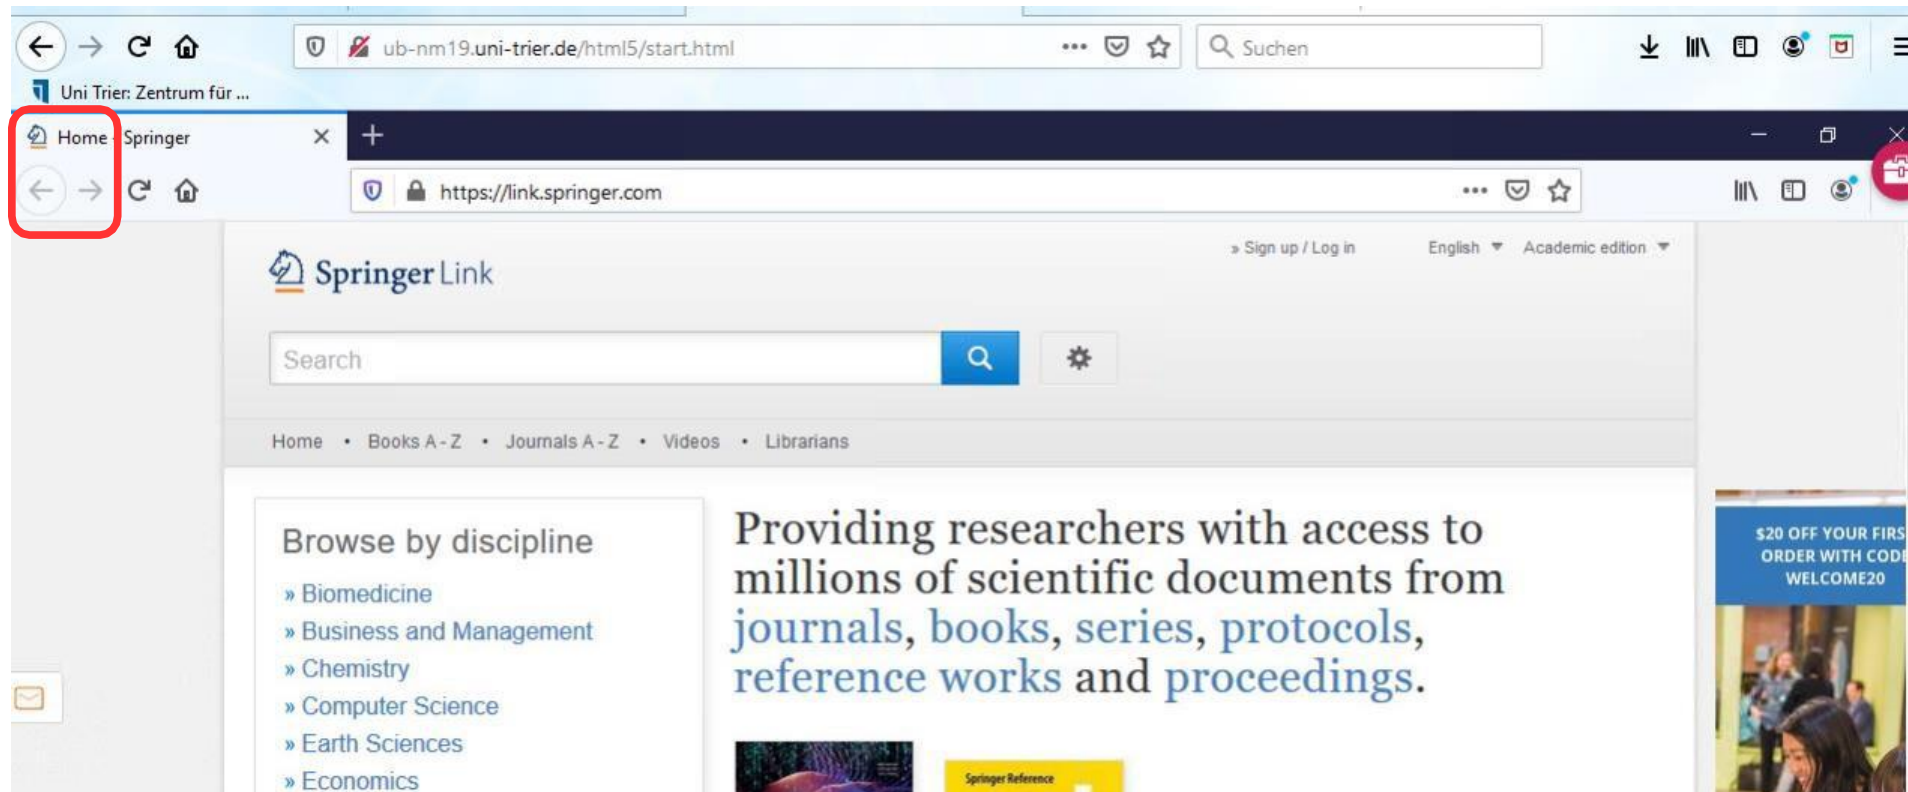 ub-nm19.uni-trier.de/html5/start.html
Suchen
Uni Trier: Zentrum für ...
Home - Springer
https://link.springer.com
» Sign up / Log in English Academic edition
Springer Link
Search
Home • Books A - Z • Journals A - Z • Videos • Librarians
Browse by discipline
» Biomedicine
» Business and Management
» Chemistry
» Computer Science
» Earth Sciences
» Economics
Providing researchers with access to
millions of scientific documents from
journals, books, series, protocols,
reference works and proceedings.
Springer Reference
$20 OFF YOUR FIRS
ORDER WITH CODE
WELCOME20